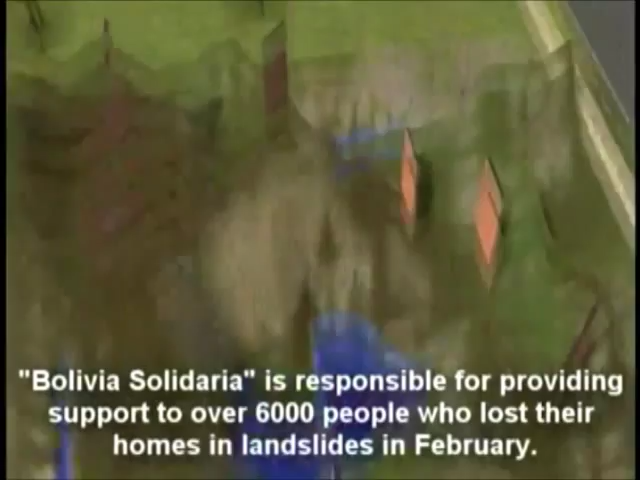 "Bolivia Solidaria" is responsible for providing
support to over 6000 people who lost their
homes in landslides in February.